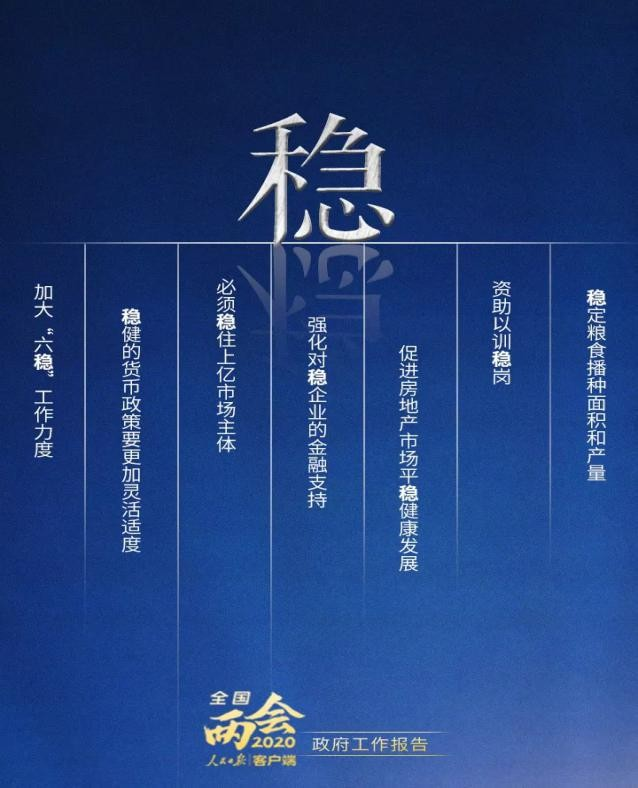 稳
加大“六稳”工作力度
稳健的货币政策要更加灵活适度
必须稳住上亿市场主体
强化对稳企业的金融支持
促进房地产市场平稳健康发展
资助以训稳岗
稳定粮食播种面积和产量
全国
两会
2020
人民日报|客户端
政府工作报告